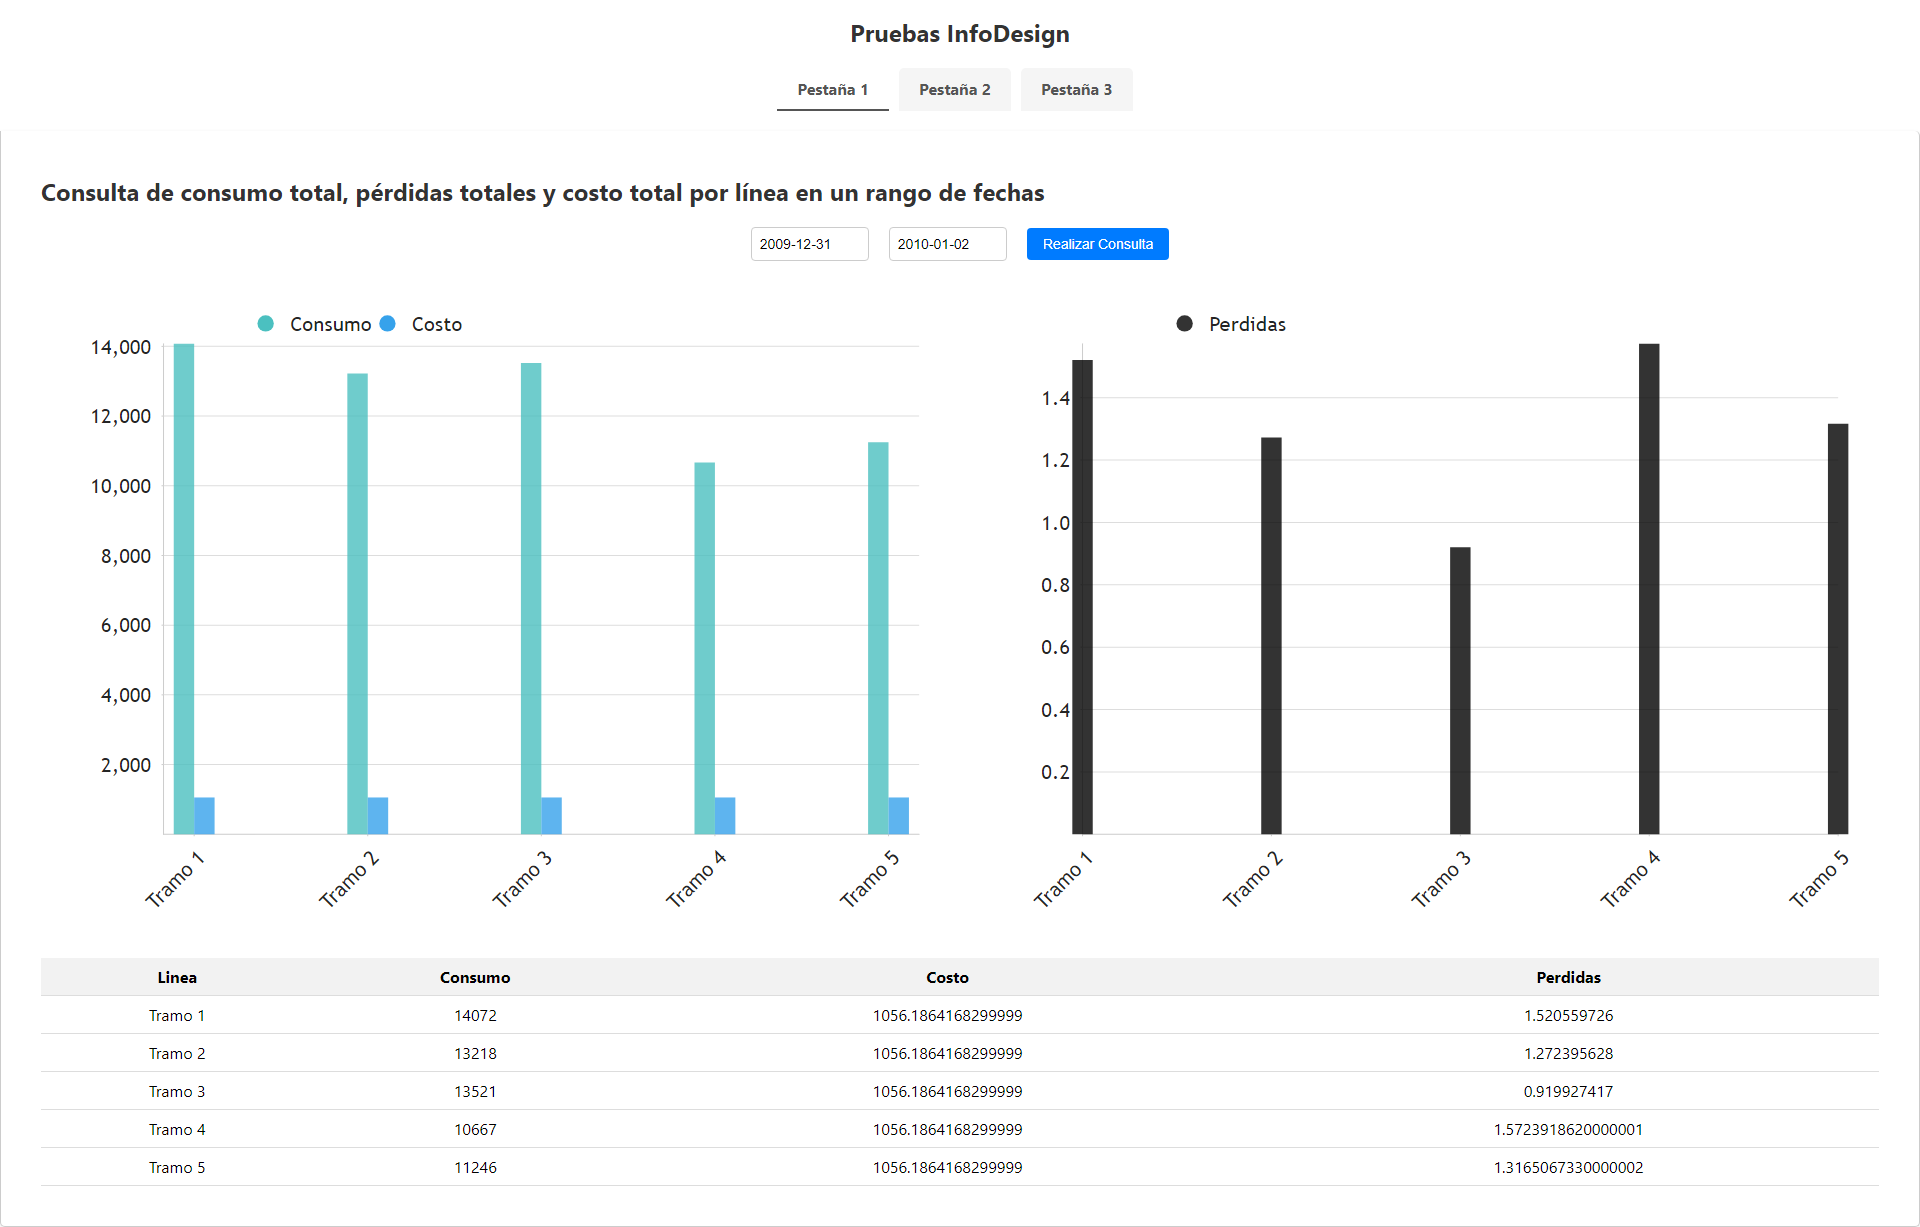 Pruebas InfoDesign
Pestaña 1 Pestaña 2 Pestaña 3
Consulta de consumo total, pérdidas totales y costo total por línea en un rango de fechas
2009-12-31 2010-01-02 Realizar Consulta
Consumo Costo
14,000
12,000
10,000
8,000
6,000
4,000
2,000
Tramo 1 Tramo 2 Tramo 3 Tramo 4 Tramo 5
Perdidas
1.4
1.2
1.0
0.8
0.6
0.4
0.2
Tramo 1 Tramo 2 Tramo 3 Tramo 4 Tramo 5
Linea Consumo Costo Perdidas
Tramo 1 14072 1056.1864168299999 1.520559726
Tramo 2 13218 1056.1864168299999 1.272395628
Tramo 3 13521 1056.1864168299999 0.919927417
Tramo 4 10667 1056.1864168299999 1.5723918620000001
Tramo 5 11246 1056.1864168299999 1.3165067330000002